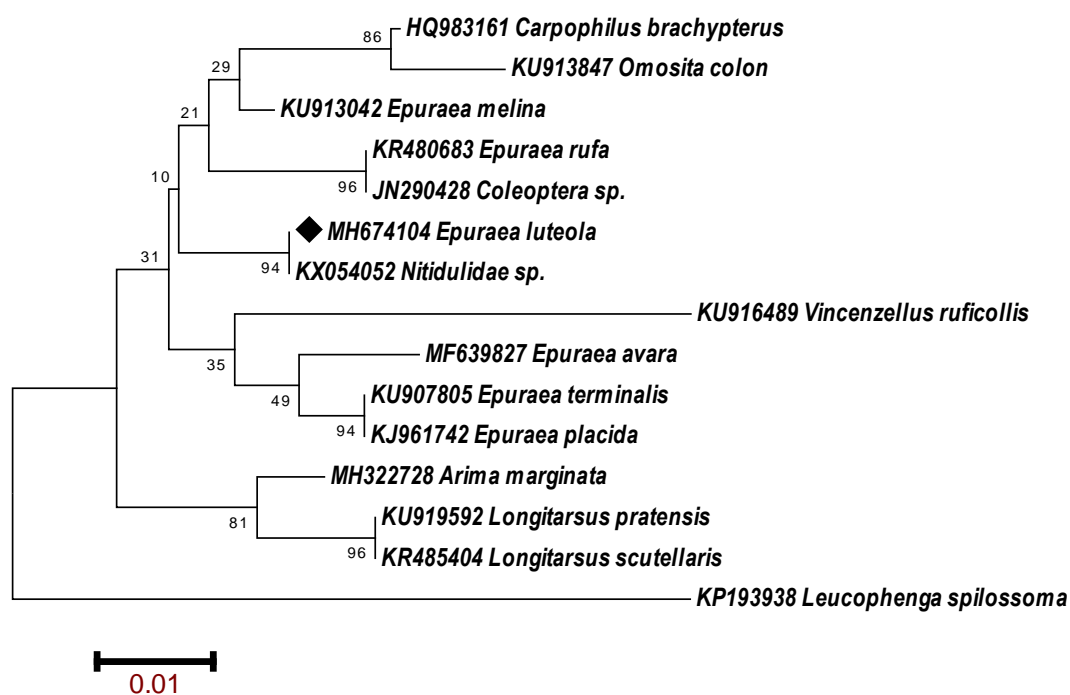 HQ983161 Carpophilus brachypterus
86
KU913847 Omosita colon
29
KU913042 Epuraea melina
21
KR480683 Epuraea rufa
96
JN290428 Coleoptera sp.
10
MH674104 Epuraea luteola
94
KX054052 Nitidulidae sp.
31
KU916489 Vincenzellus ruficollis
35
MF639827 Epuraea avara
49
KU907805 Epuraea terminalis
94
KJ961742 Epuraea placida
MH322728 Arima marginata
81
KU919592 Longitarsus pratensis
96
KR485404 Longitarsus scutellaris
KP193938 Leucophenga spilossoma
0.01